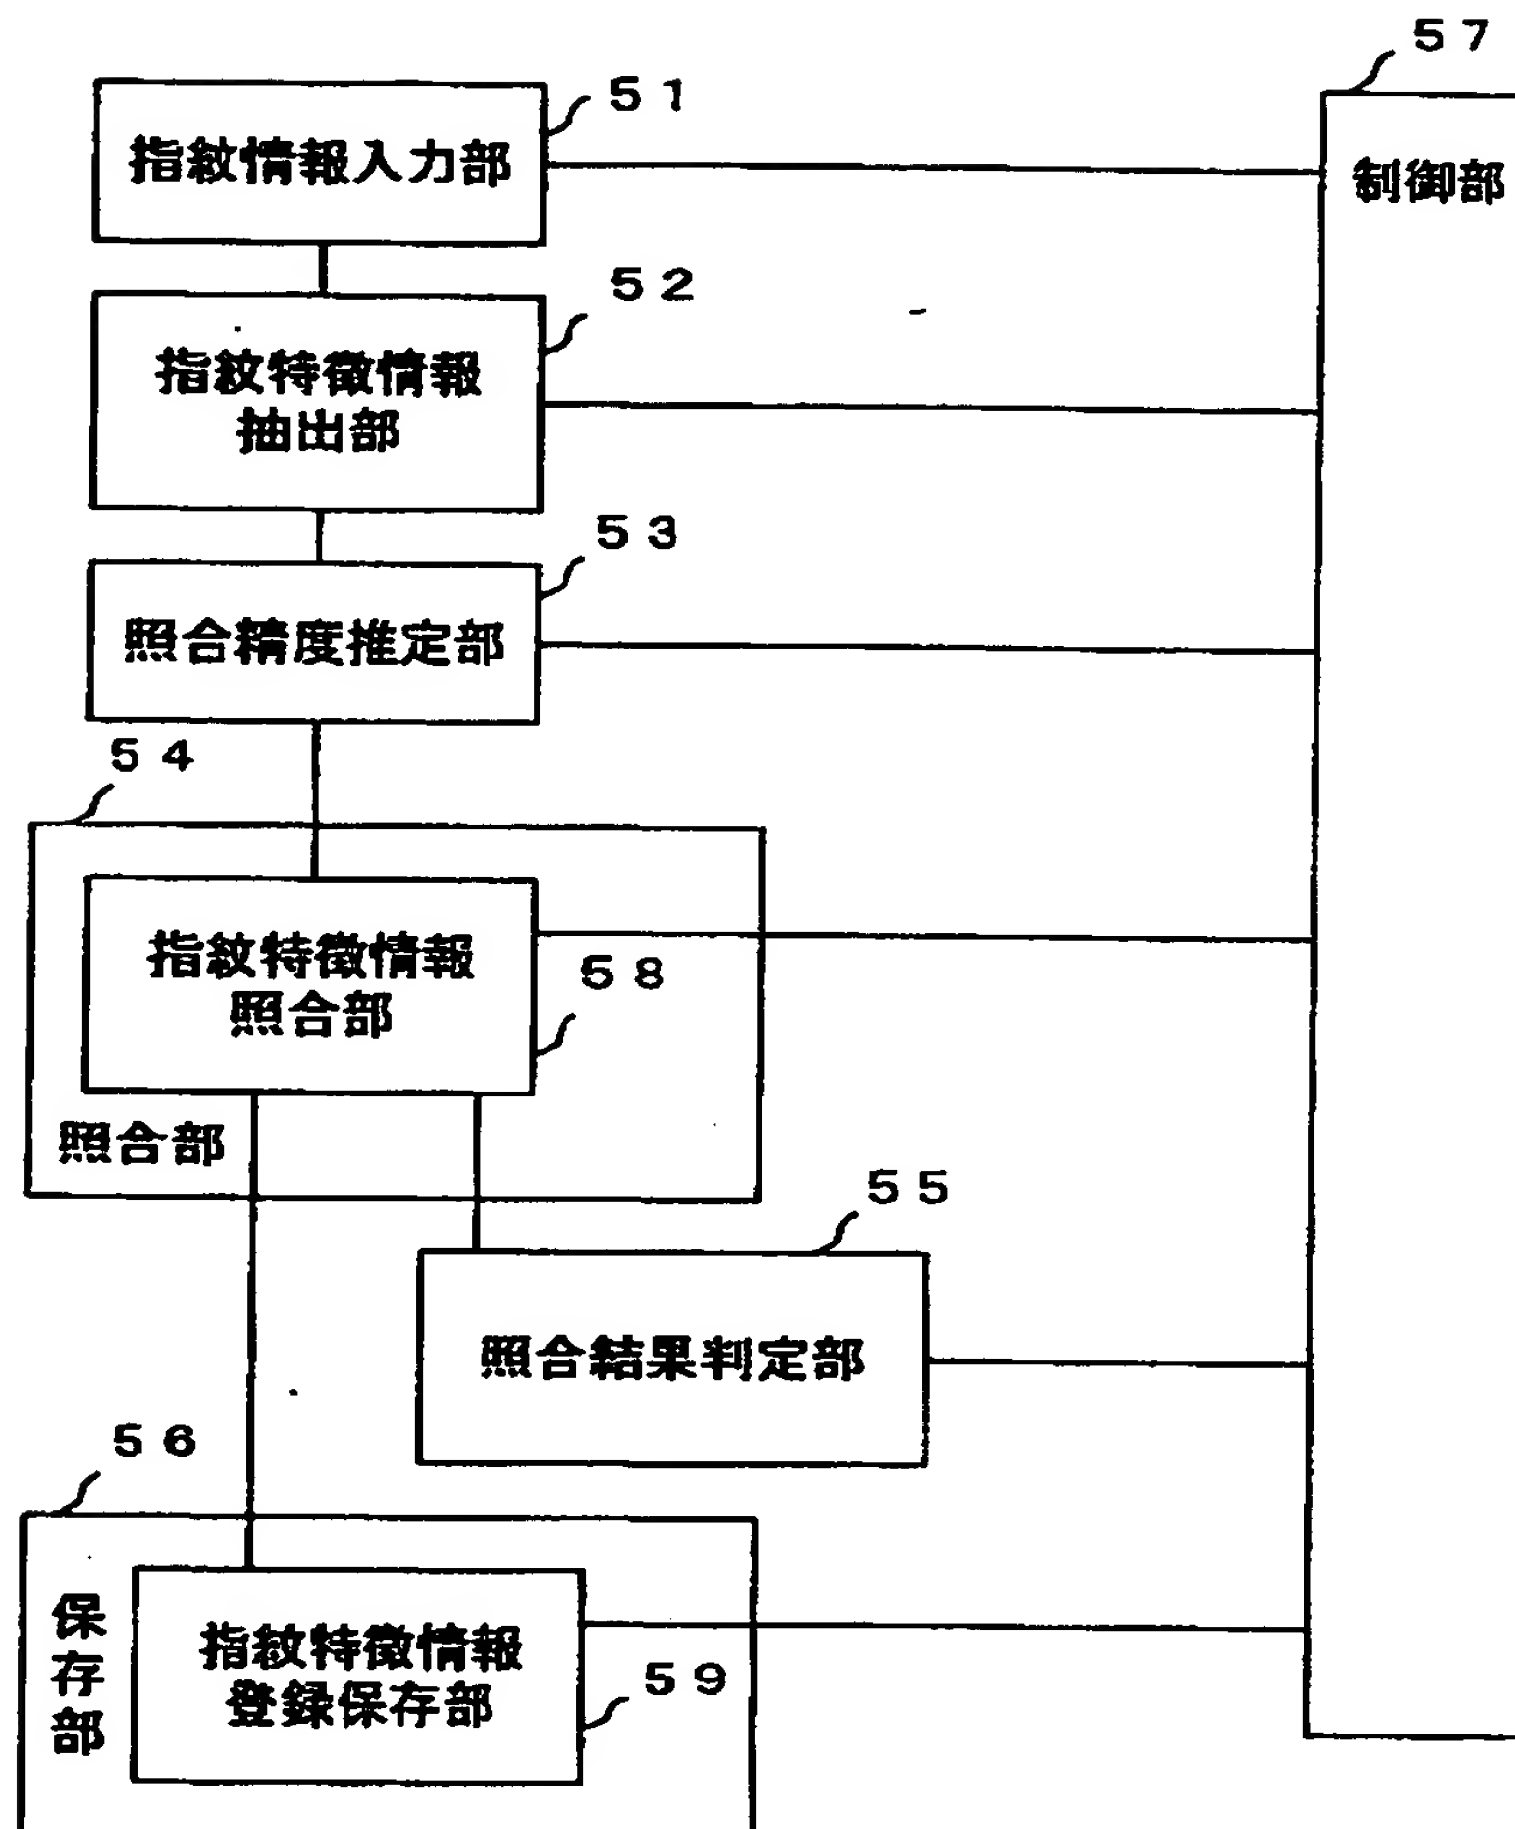 57
51
指紋情報入力部
制御部
52
指紋特徴情報
抽出部
53
照合精度推定部
54
指紋特徴情報
照合部
58
照合部
55
照合結果判定部
56
保存部
指紋特徴情報
登録保存部
59